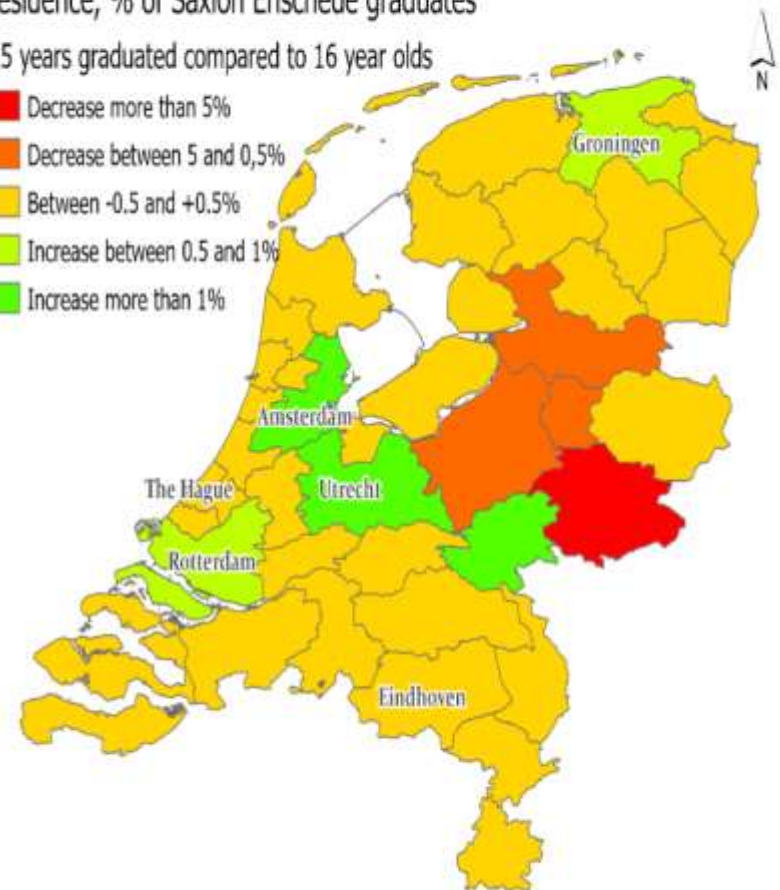 esidence, % of Saxion Enschede graduates
5 years graduated compared to 16 year olds
Decrease more than 5%
Decrease between 5 and 0,5%
Between -0.5 and +0.5%
Increase between 0.5 and 1%
Increase more than 1%
N
Groningen
Amsterdam
The Hague
Utrecht
Rotterdam
Eindhoven